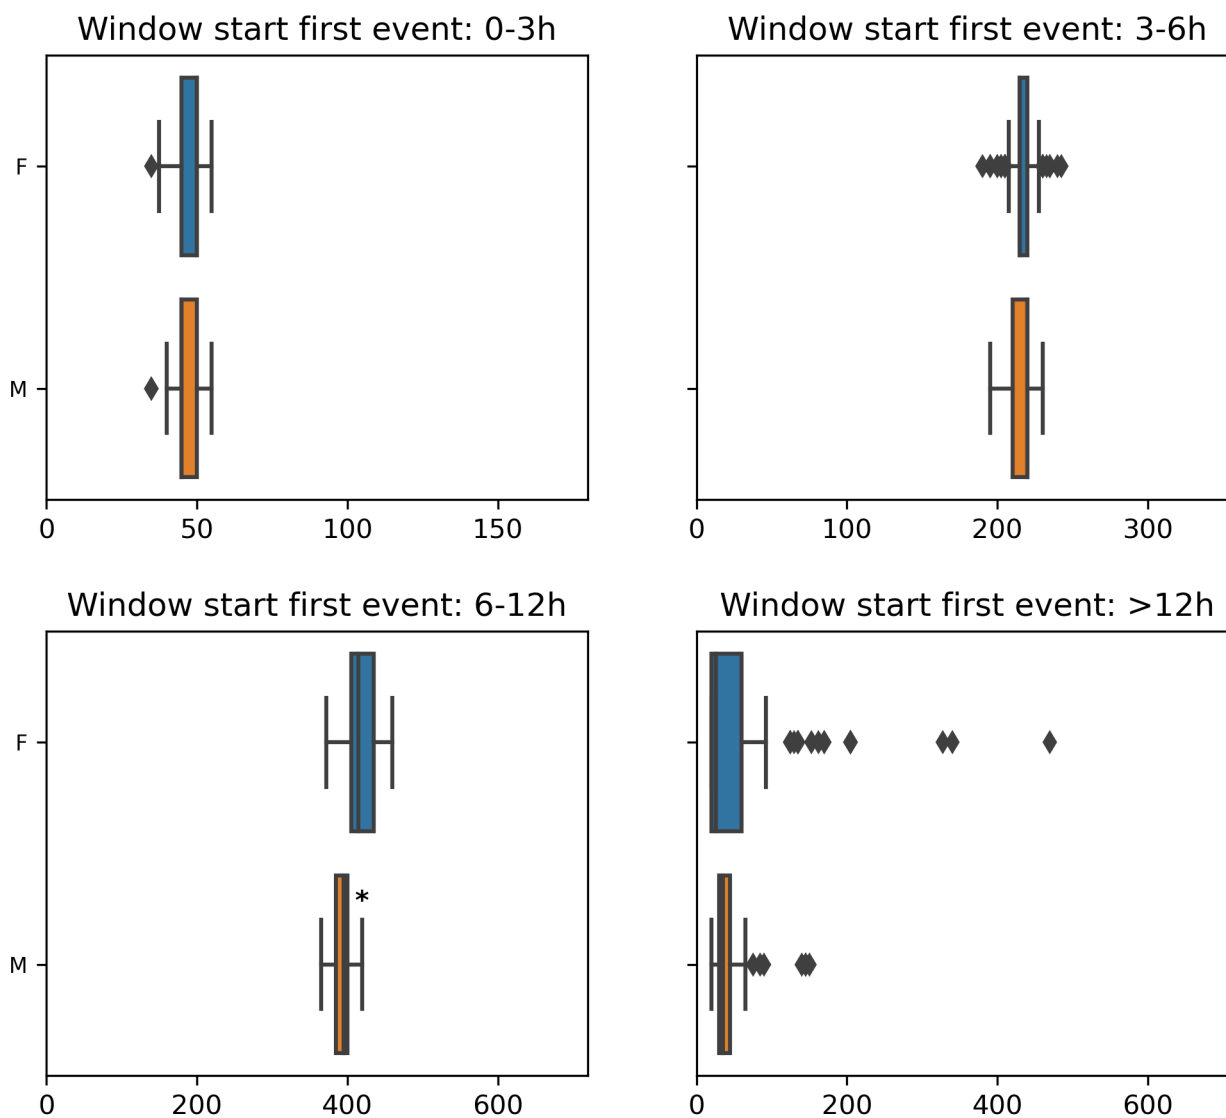 Window start first event: 0-3h
F
M
0 50 100 150
Window start first event: 3-6h
0 100 200 300
Window start first event: 6-12h
F
M
*
0 200 400 600
Window start first event: >12h
0 200 400 600